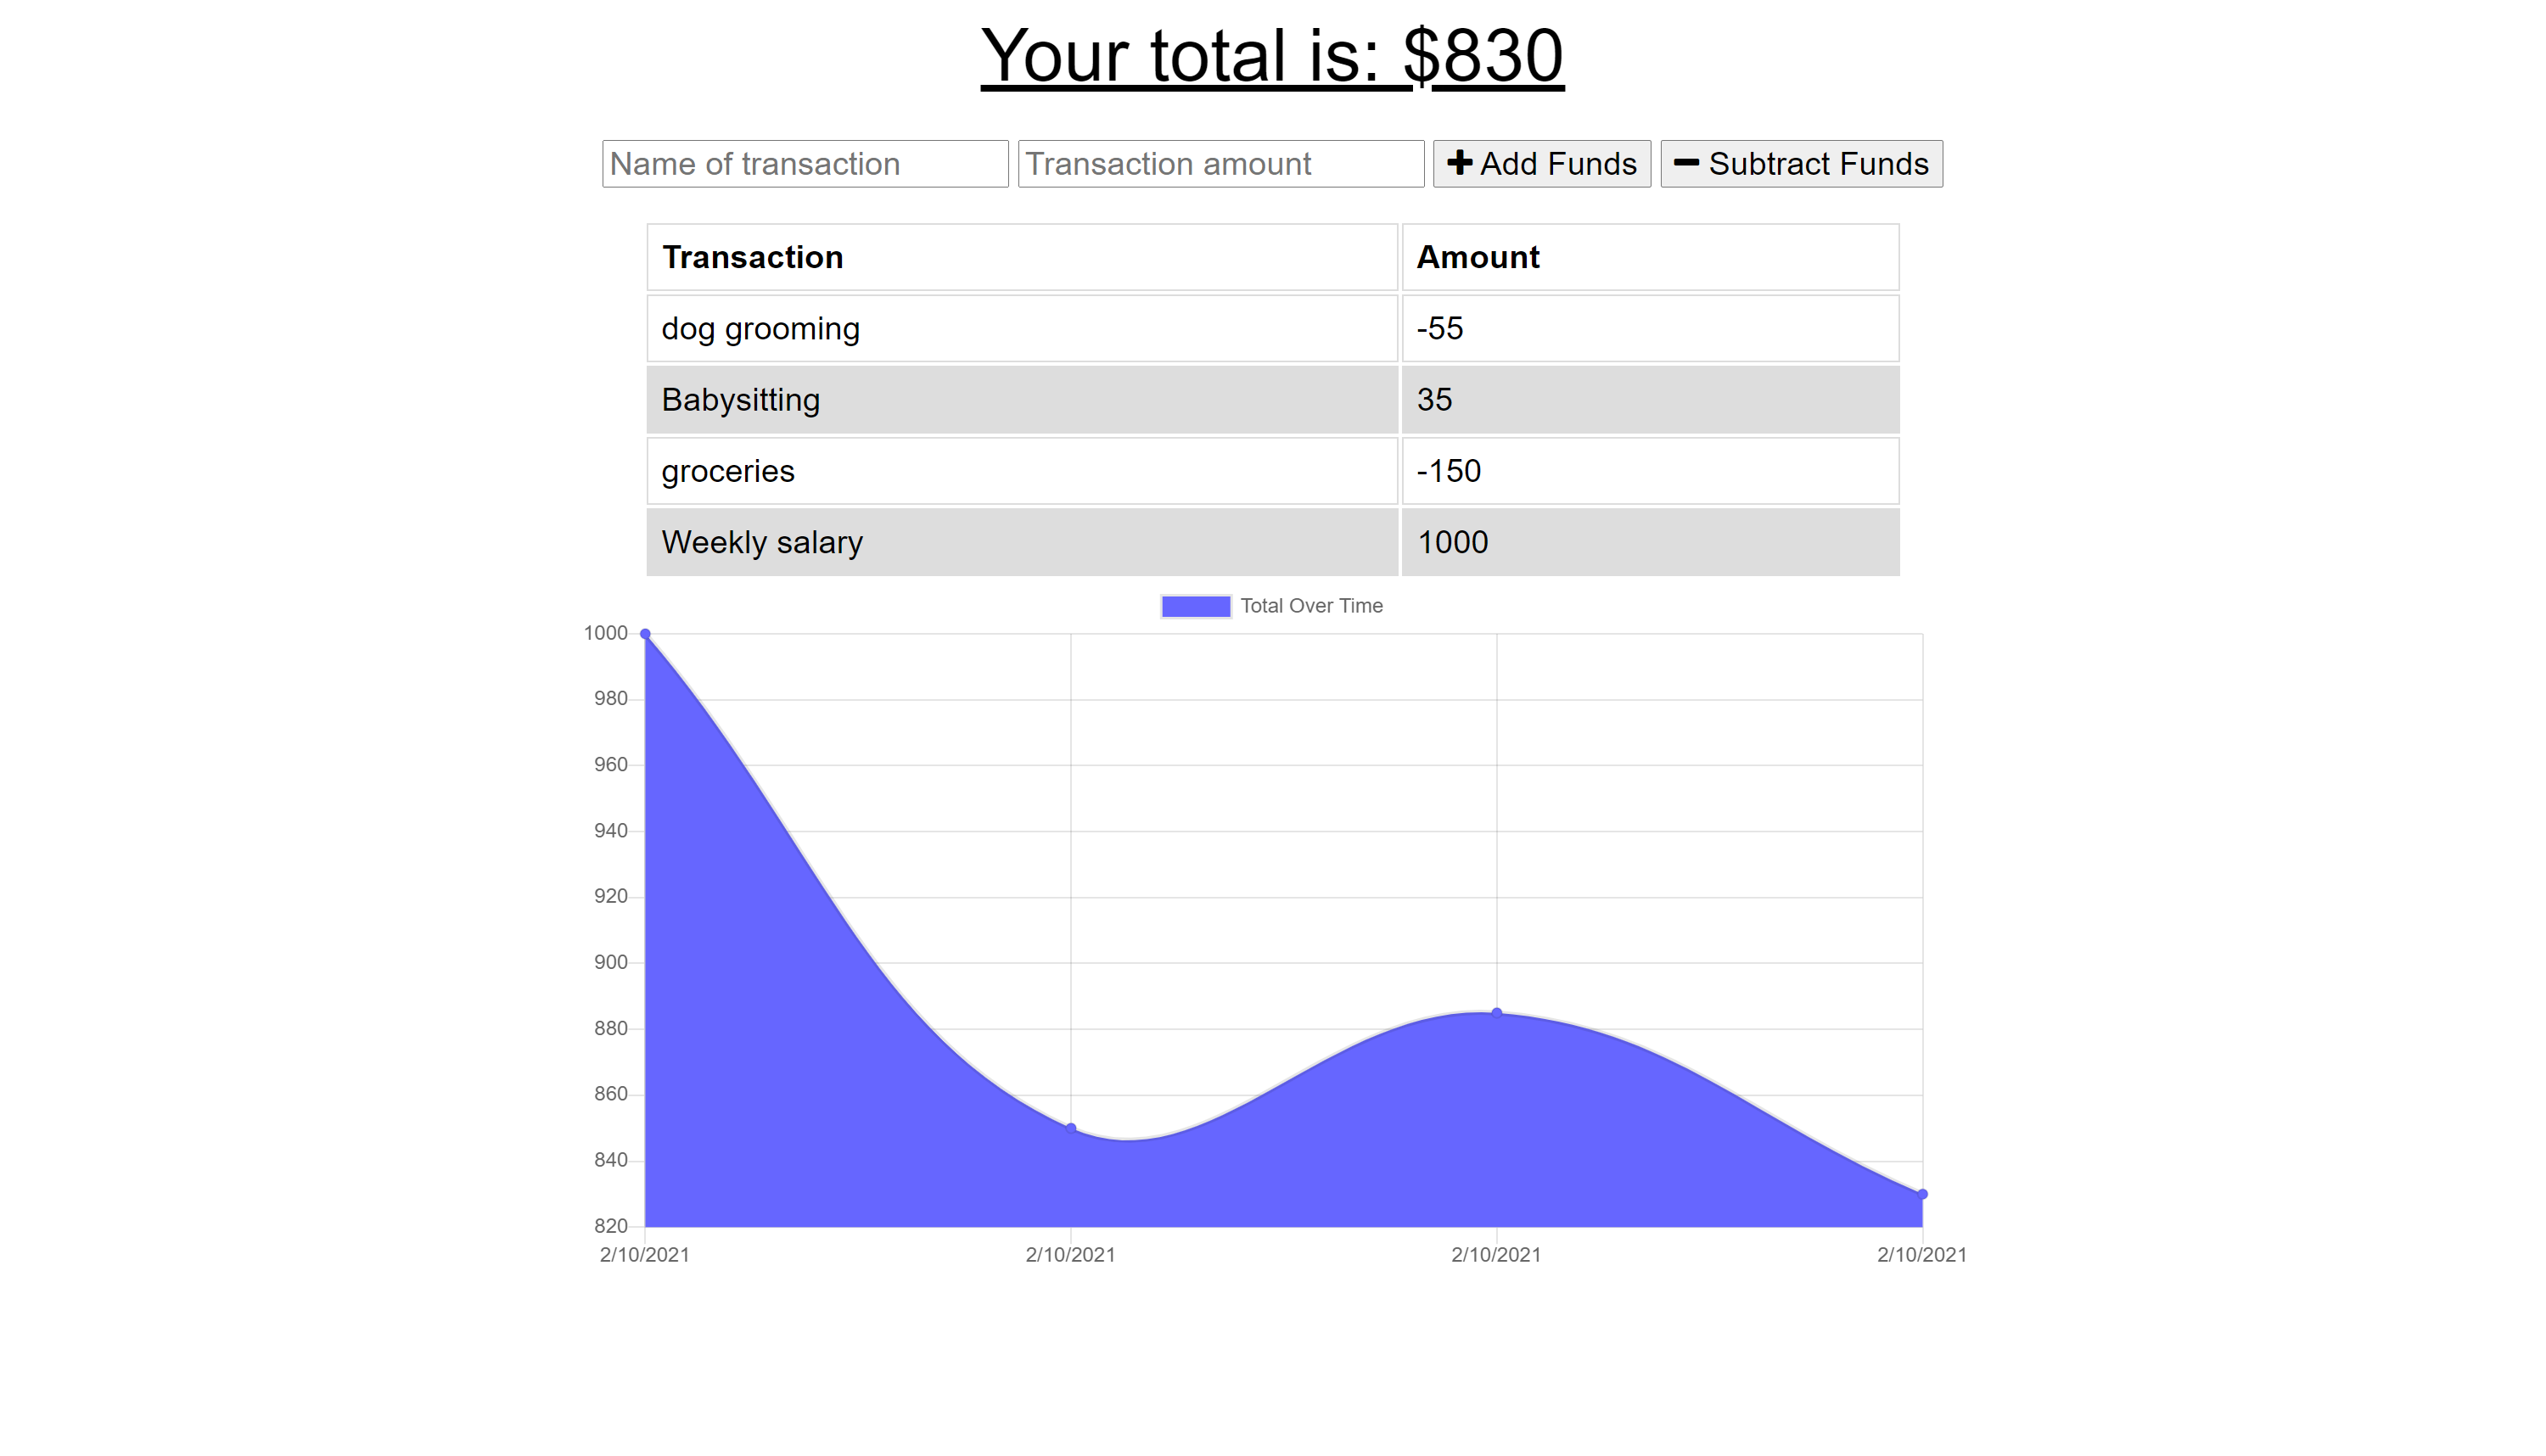 Your total is: $830
Name of transaction Transaction amount Add Funds Subtract Funds
Transaction Amount
dog grooming -55
Babysitting 35
groceries -150
Weekly salary 1000
Total Over Time
1000
980
960
940
920
900
880
860
840
820
2/10/2021 2/10/2021 2/10/2021 2/10/2021